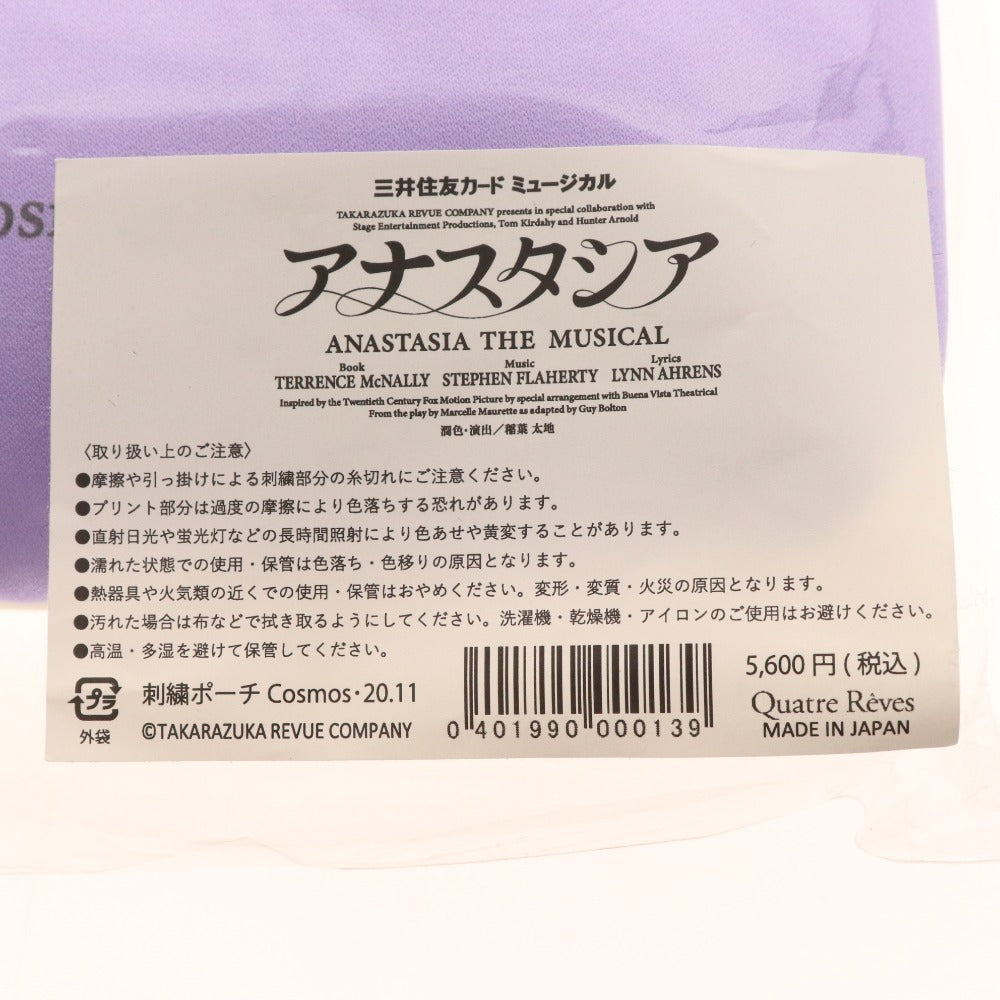 三井住友カード ミュージカル
TAKARAZUKA REVUE COMPANY presents in special collaboration with
Stage Entertainment Productions, Tom Kirdahy and Hunter Arnold
アナスタシア
ANASTASIA THE MUSICAL
Book Music Lyrics
TERRENCE McNALLY STEPHEN FLAHERTY LYNN AHRENS
Inspired by the Twentieth Century Fox Motion Picture by special arrangement with Buena Vista Theatrical
From the play by Marcelle Maurette as adapted by Guy Bolton
潤色・演出／稲葉 太地
〈取り扱い上のご注意〉
●摩擦や引っ掛けによる刺繍部分の糸切れにご注意ください。
●プリント部分は過度の摩擦により色落ちする恐れがあります。
●直射日光や蛍光灯などの長時間照射により色あせや黄変することがあります。
●濡れた状態での使用・保管は色落ち・色移りの原因となります。
●熱器具や火気類の近くでの使用・保管はおやめください。変形・変質・火災の原因となります。
●汚れた場合は布などで拭き取るようにしてください。洗濯機・乾燥機・アイロンのご使用はお避けください。
●高温・多湿を避けて保管してください。
プラ
外袋
刺繍ポーチ Cosmos・20.11
©TAKARAZUKA REVUE COMPANY
0 401990 000139
5,600円(税込)
Quatre Rêves
MADE IN JAPAN